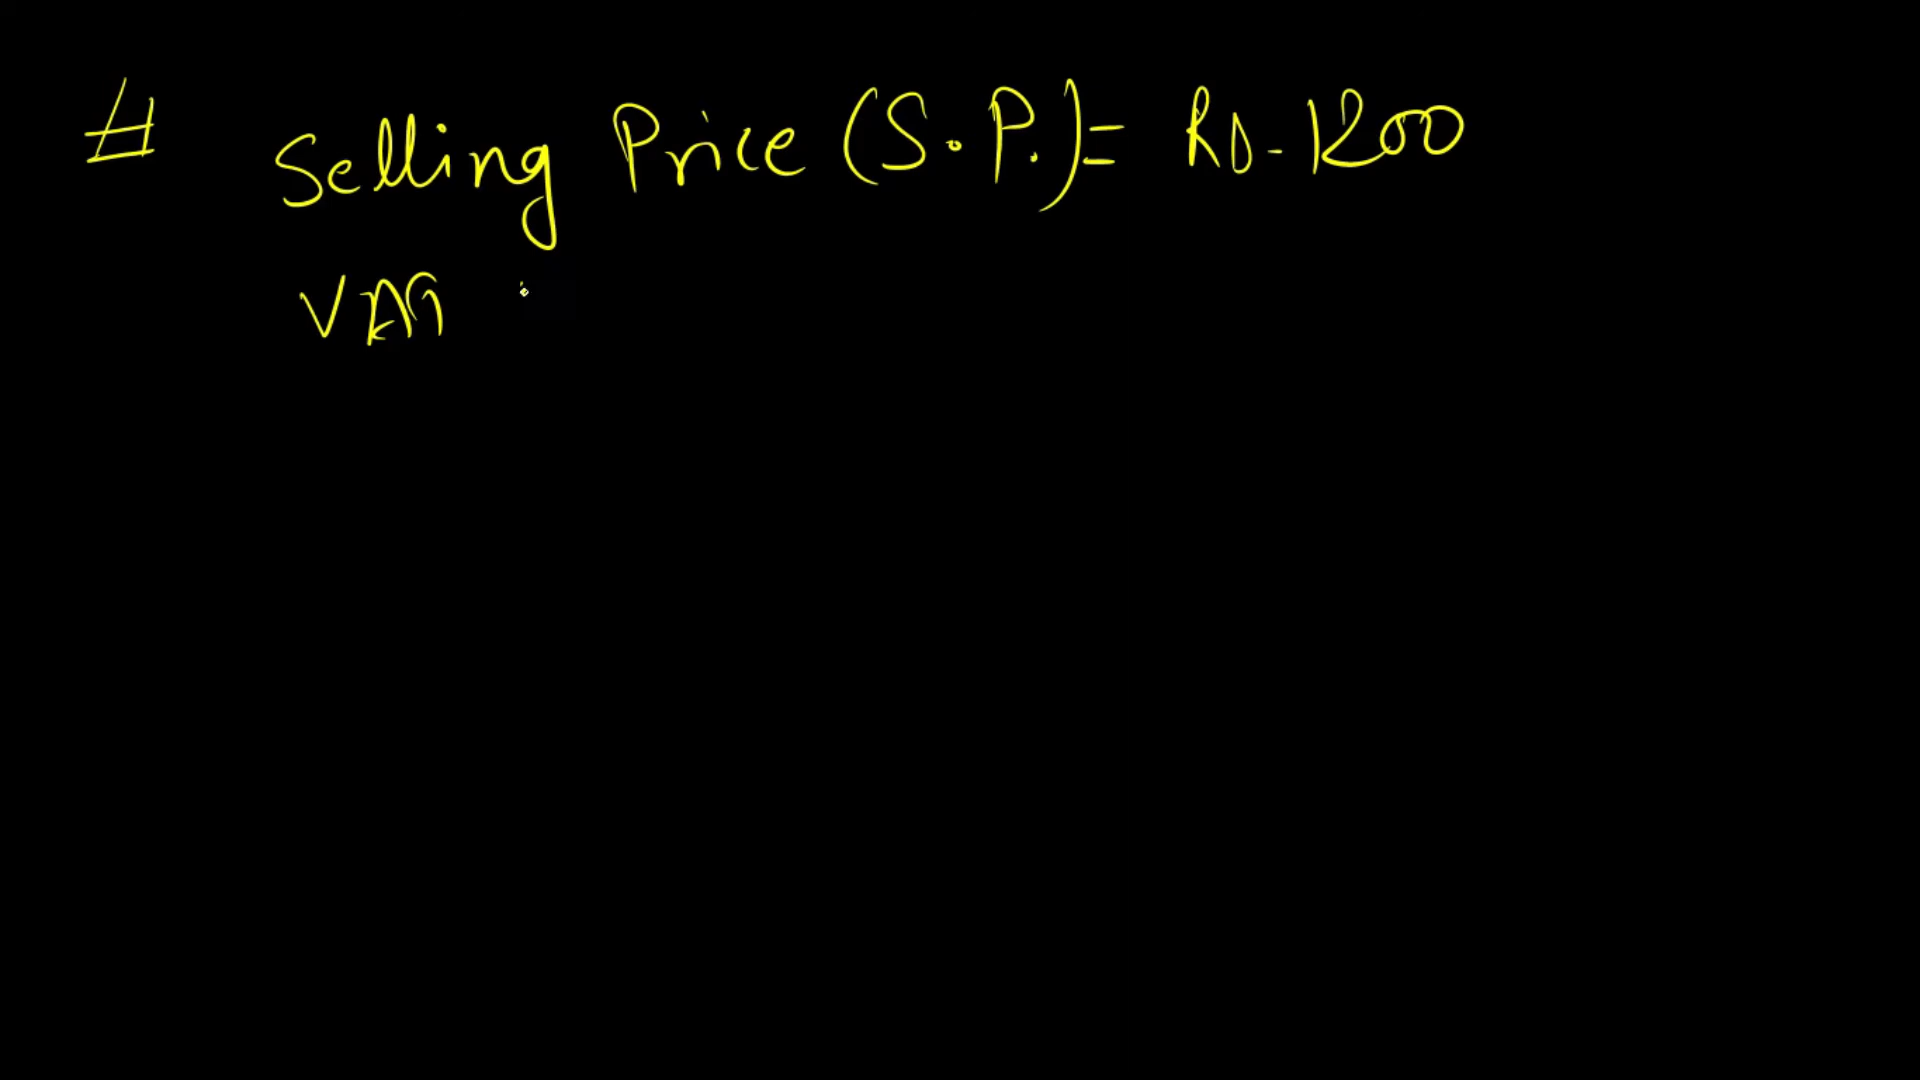 # Selling Price (S.P.) = Rs. 1200
VAT